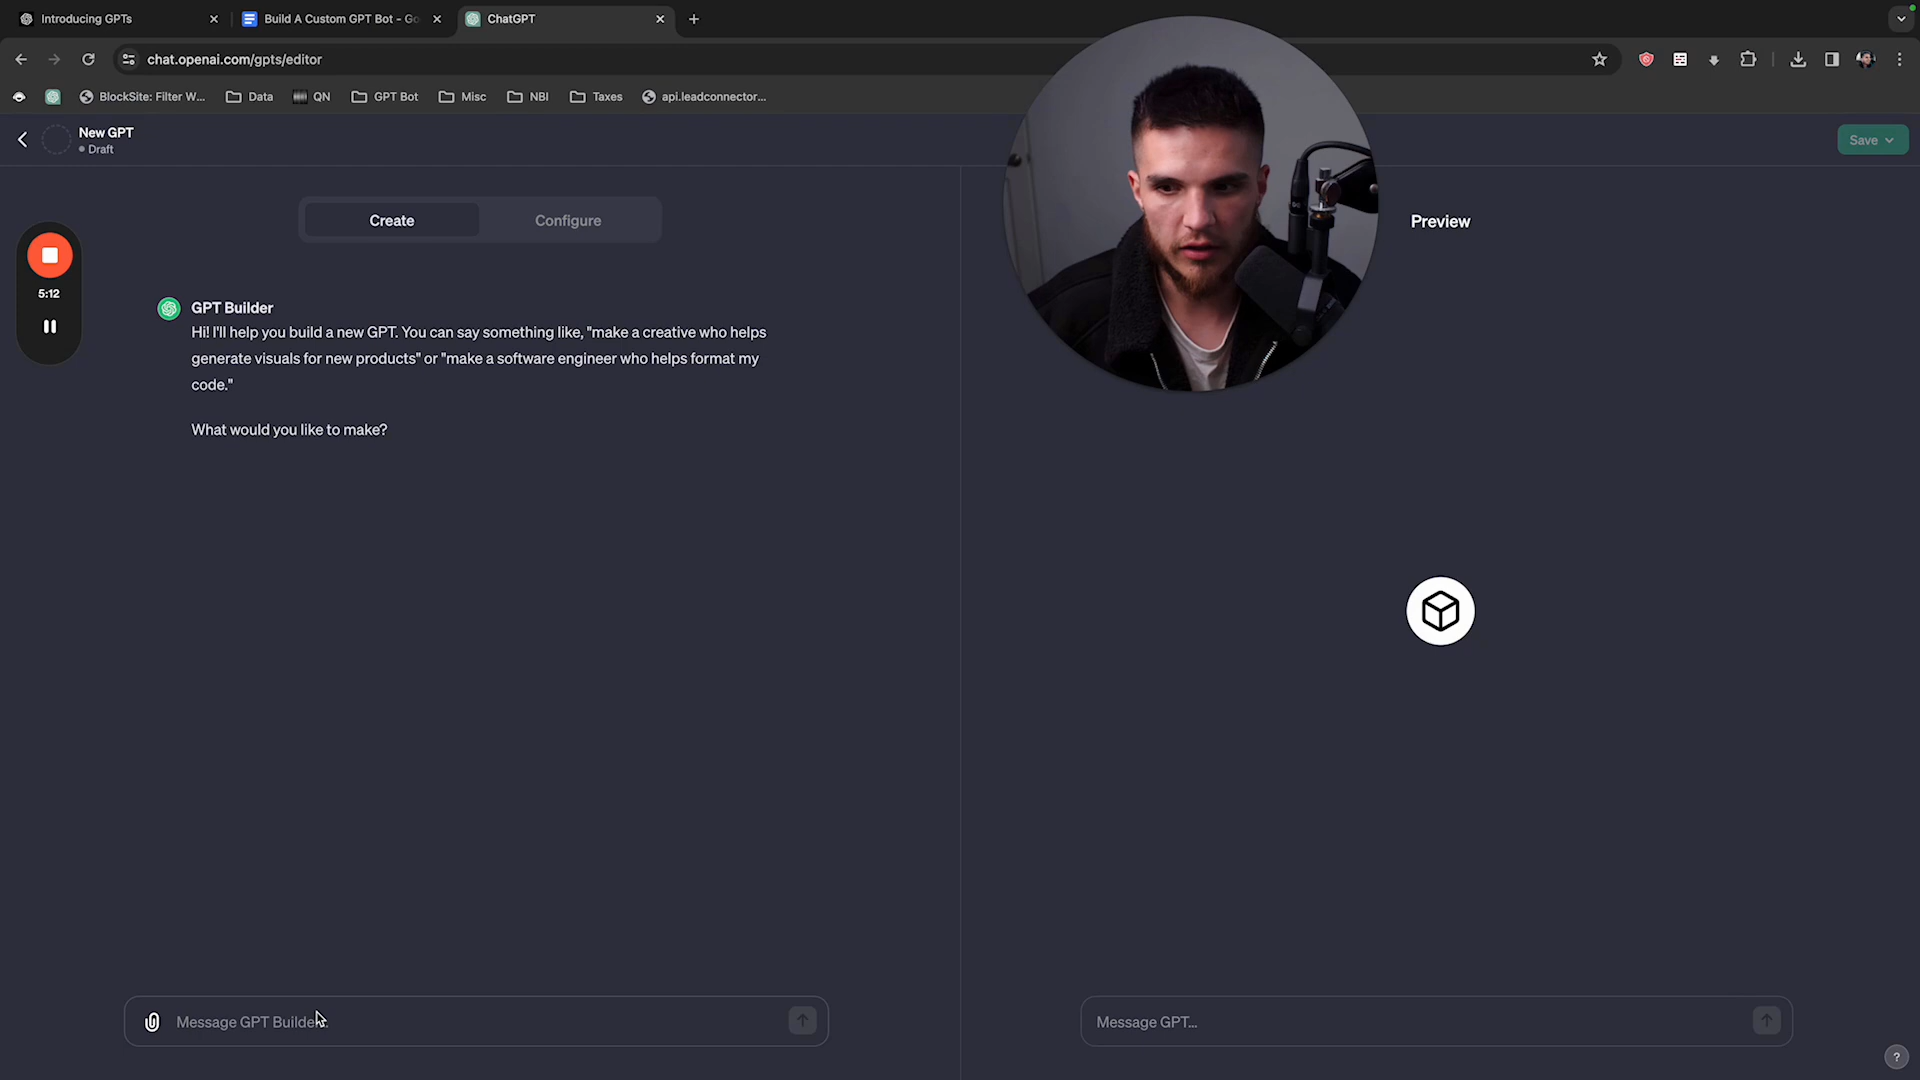 Introducing GPTs
Build A Custom GPT Bot - Go
ChatGPT
chat.openai.com/gpts/editor
BlockSite: Filter W...
Data
QN
GPT Bot
Misc
NBI
Taxes
api.leadconnector...
New GPT
Draft
Save
Create
Configure
Preview
5:12
GPT Builder
Hi! I'll help you build a new GPT. You can say something like, "make a creative who helps
generate visuals for new products" or "make a software engineer who helps format my
code."
What would you like to make?
Message GPT Builder...
Message GPT...
?